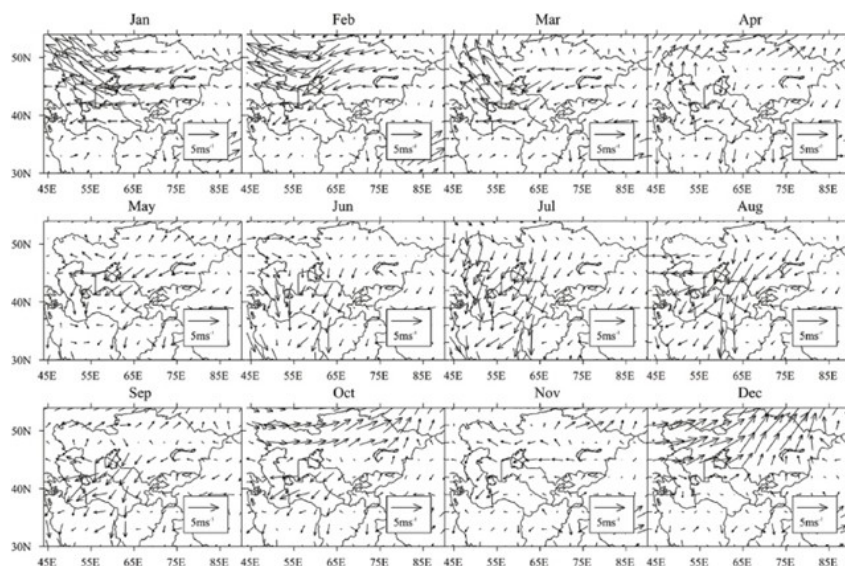 Jan Feb Mar Apr
50N
40N
30N
5ms⁻¹ 5ms⁻¹ 5ms⁻¹ 5ms⁻¹
45E 55E 65E 75E 85E 45E 55E 65E 75E 85E 45E 55E 65E 75E 85E 45E 55E 65E 75E 85E
May Jun Jul Aug
50N
40N
30N
5ms⁻¹ 5ms⁻¹ 5ms⁻¹ 5ms⁻¹
45E 55E 65E 75E 85E 45E 55E 65E 75E 85E 45E 55E 65E 75E 85E 45E 55E 65E 75E 85E
Sep Oct Nov Dec
50N
40N
30N
5ms⁻¹ 5ms⁻¹ 5ms⁻¹ 5ms⁻¹
45E 55E 65E 75E 85E 45E 55E 65E 75E 85E 45E 55E 65E 75E 85E 45E 55E 65E 75E 85E